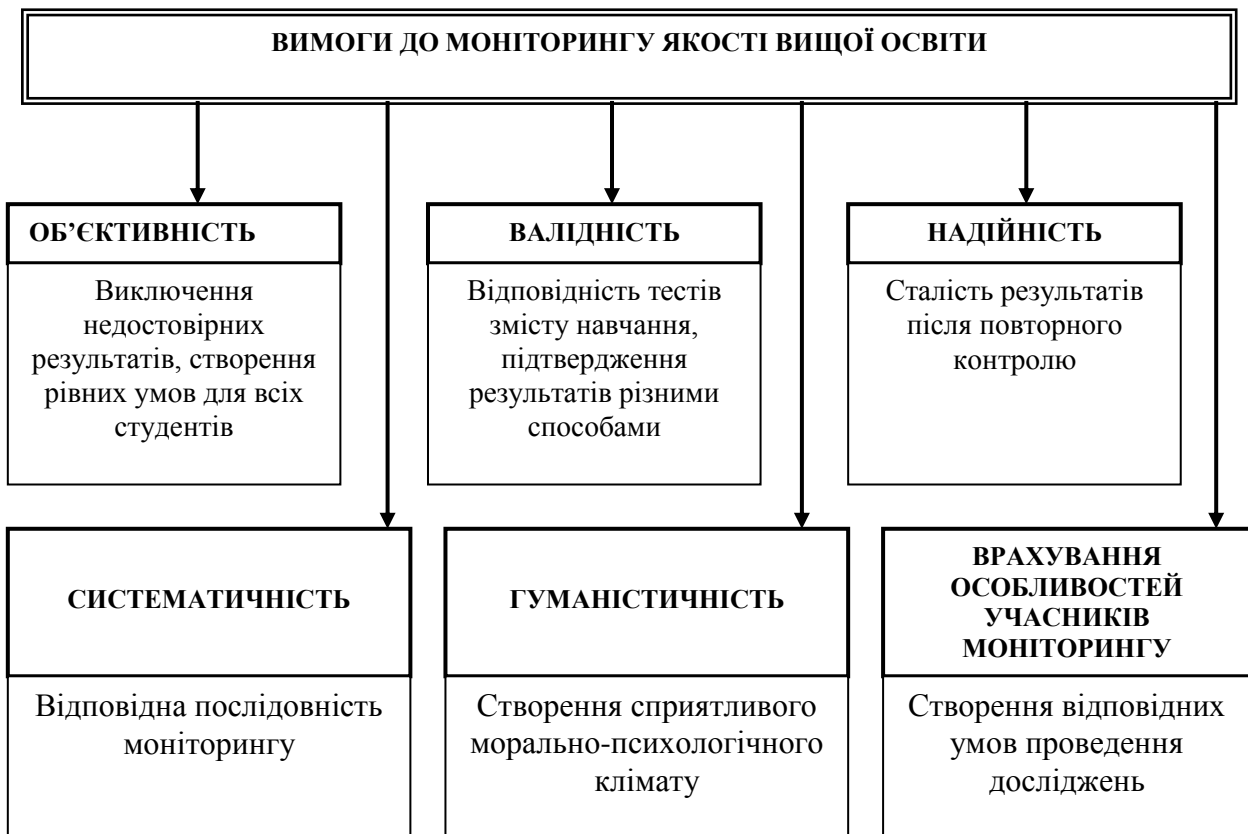 ВИМОГИ ДО МОНІТОРИНГУ ЯКОСТІ ВИЩОЇ ОСВІТИ
ОБ’ЄКТИВНІСТЬ
Виключення
недостовірних
результатів, створення
рівних умов для всіх
студентів
ВАЛІДНІСТЬ
Відповідність тестів
змісту навчання,
підтвердження
результатів різними
способами
НАДІЙНІСТЬ
Сталість результатів
після повторного
контролю
СИСТЕМАТИЧНІСТЬ
Відповідна послідовність
моніторингу
ГУМАНІСТИЧНІСТЬ
Створення сприятливого
морально-психологічного
клімату
ВРАХУВАННЯ
ОСОБЛИВОСТЕЙ
УЧАСНИКІВ
МОНІТОРИНГУ
Створення відповідних
умов проведення
досліджень